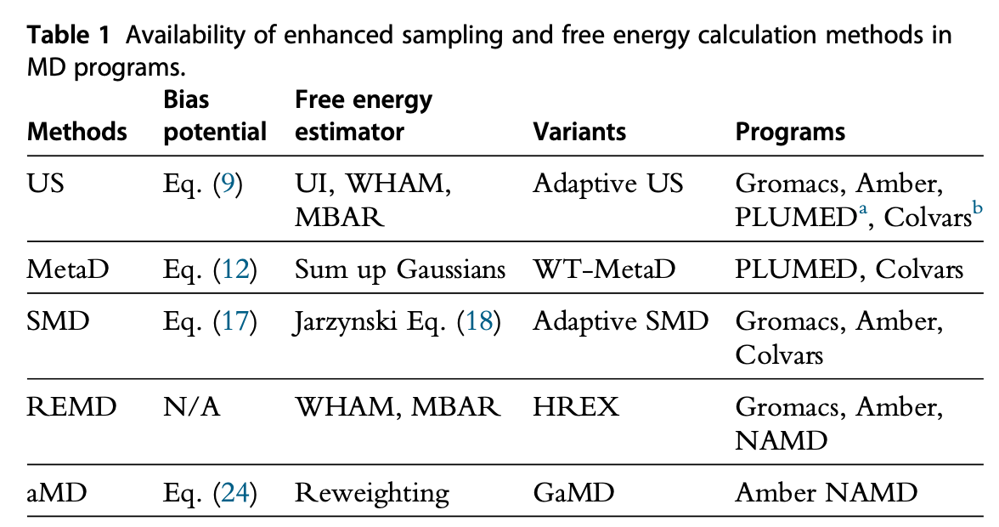 Table 1 Availability of enhanced sampling and free energy calculation methods in
MD programs.
Bias Free energy
Methods potential estimator Variants Programs
US Eq. (9) UI, WHAM, Adaptive US Gromacs, Amber,
MBAR PLUMEDa, Colvarsb
MetaD Eq. (12) Sum up Gaussians WT-MetaD PLUMED, Colvars
SMD Eq. (17) Jarzynski Eq. (18) Adaptive SMD Gromacs, Amber,
Colvars
REMD N/A WHAM, MBAR HREX Gromacs, Amber,
NAMD
aMD Eq. (24) Reweighting GaMD Amber NAMD